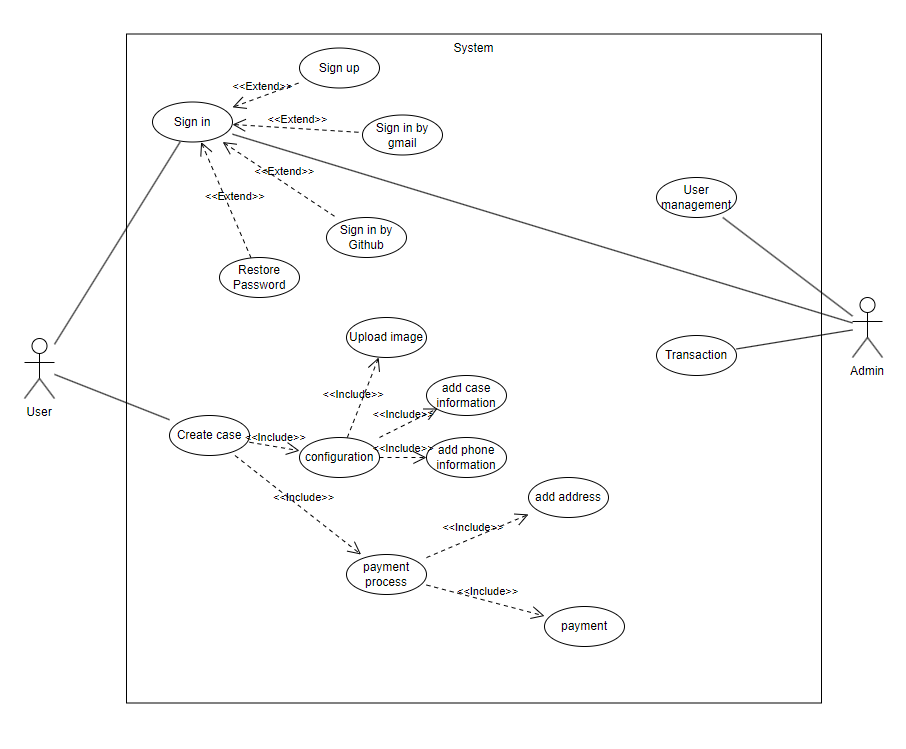 System
Sign up
<<Extend>>
Sign in
<<Extend>>
Sign in by
gmail
<<Extend>>
<<Extend>>
User
management
Sign in by
Github
Restore
Password
Upload image
Transaction
Admin
User
<<Include>>
add case
information
<<Include>>
Create case
<<Include>>
configuration
<<Include>>
add phone
information
<<Include>>
add address
<<Include>>
payment
process
<<Include>>
payment